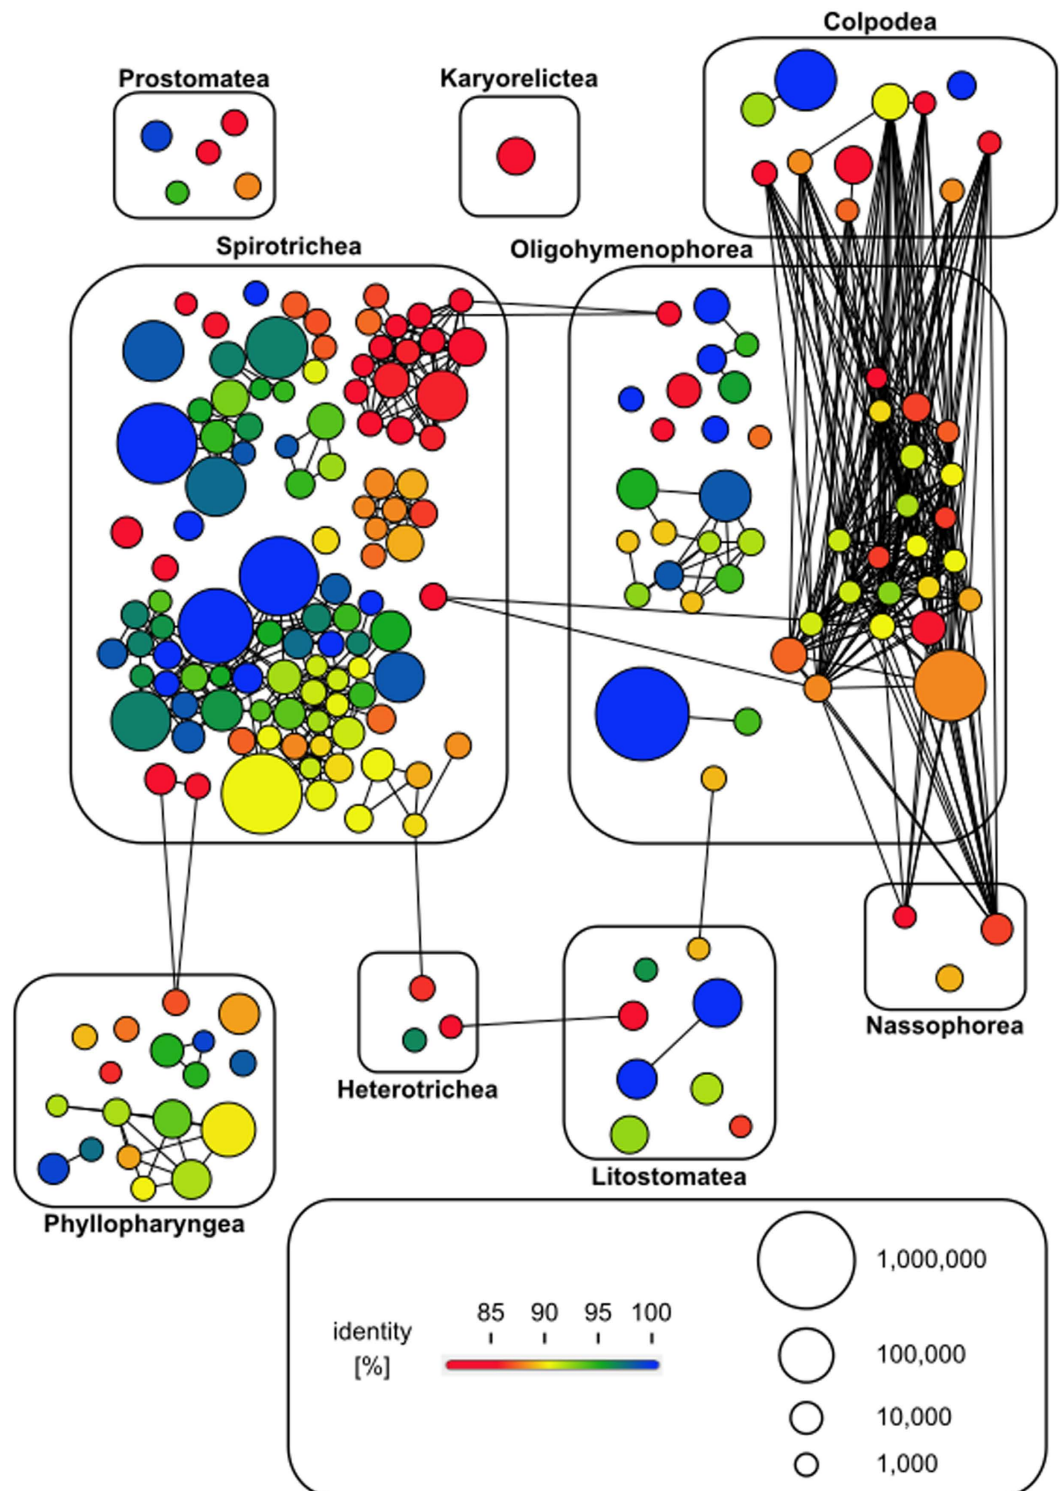 Colpodea
Prostomatea
Karyorelictea
Spirotrichea
Oligohymenophorea
Nassophorea
Heterotrichea
Litostomatea
Phyllopharyngea
1,000,000
85 90 95 100
identity
[%]
100,000
10,000
1,000